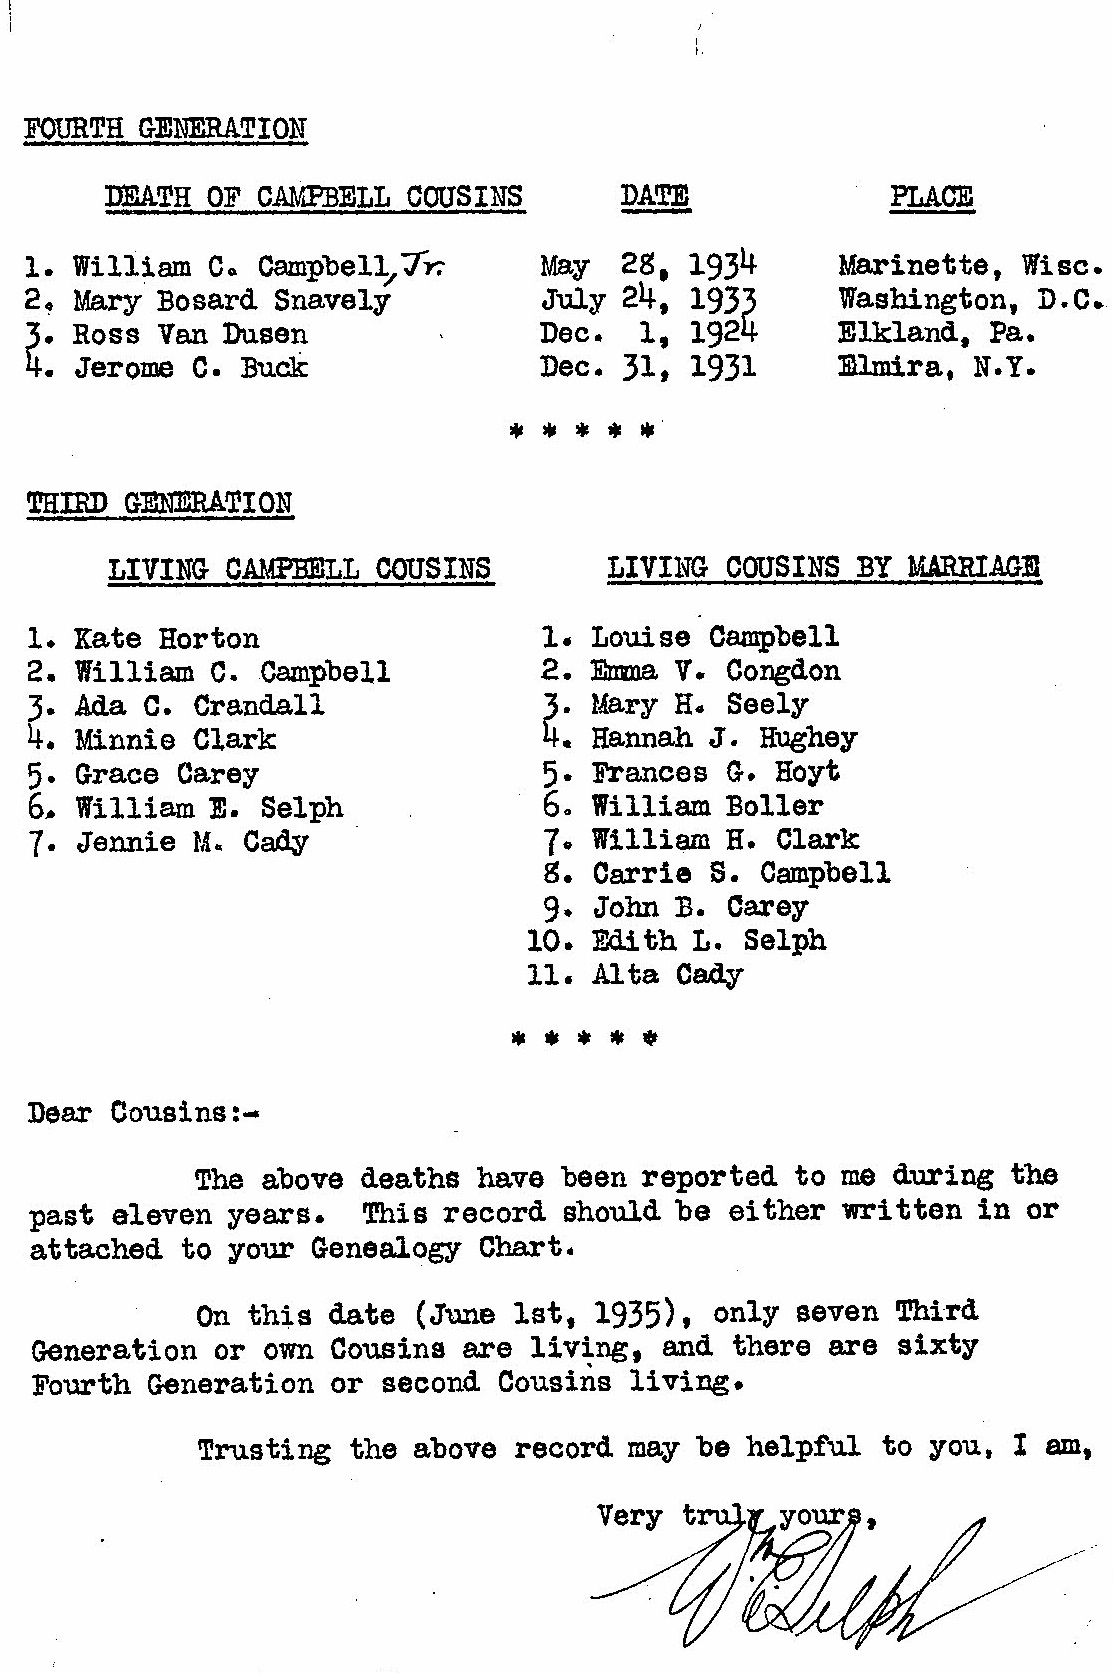 FOURTH GENERATION
DEATH OF CAMPBELL COUSINS DATE PLACE
1. William C. Campbell, Jr. May 28, 1934 Marinette, Wisc.
2. Mary Bosard Snavely July 24, 1933 Washington, D.C.
3. Ross Van Dusen Dec. 1, 1924 Elkland, Pa.
4. Jerome C. Buck Dec. 31, 1931 Elmira, N.Y.
* * * * *
THIRD GENERATION
LIVING CAMPBELL COUSINS LIVING COUSINS BY MARRIAGE
1. Kate Horton 1. Louise Campbell
2. William C. Campbell 2. Emma V. Congdon
3. Ada C. Crandall 3. Mary H. Seely
4. Minnie Clark 4. Hannah J. Hughey
5. Grace Carey 5. Frances G. Hoyt
6. William E. Selph 6. William Boller
7. Jennie M. Cady 7. William H. Clark
8. Carrie S. Campbell
9. John B. Carey
10. Edith L. Selph
11. Alta Cady
* * * * *
Dear Cousins:-
The above deaths have been reported to me during the
past eleven years. This record should be either written in or
attached to your Genealogy Chart.
On this date (June 1st, 1935), only seven Third
Generation or own Cousins are living, and there are sixty
Fourth Generation or second Cousins living.
Trusting the above record may be helpful to you, I am,
Very truly yours,
Wm E Selph